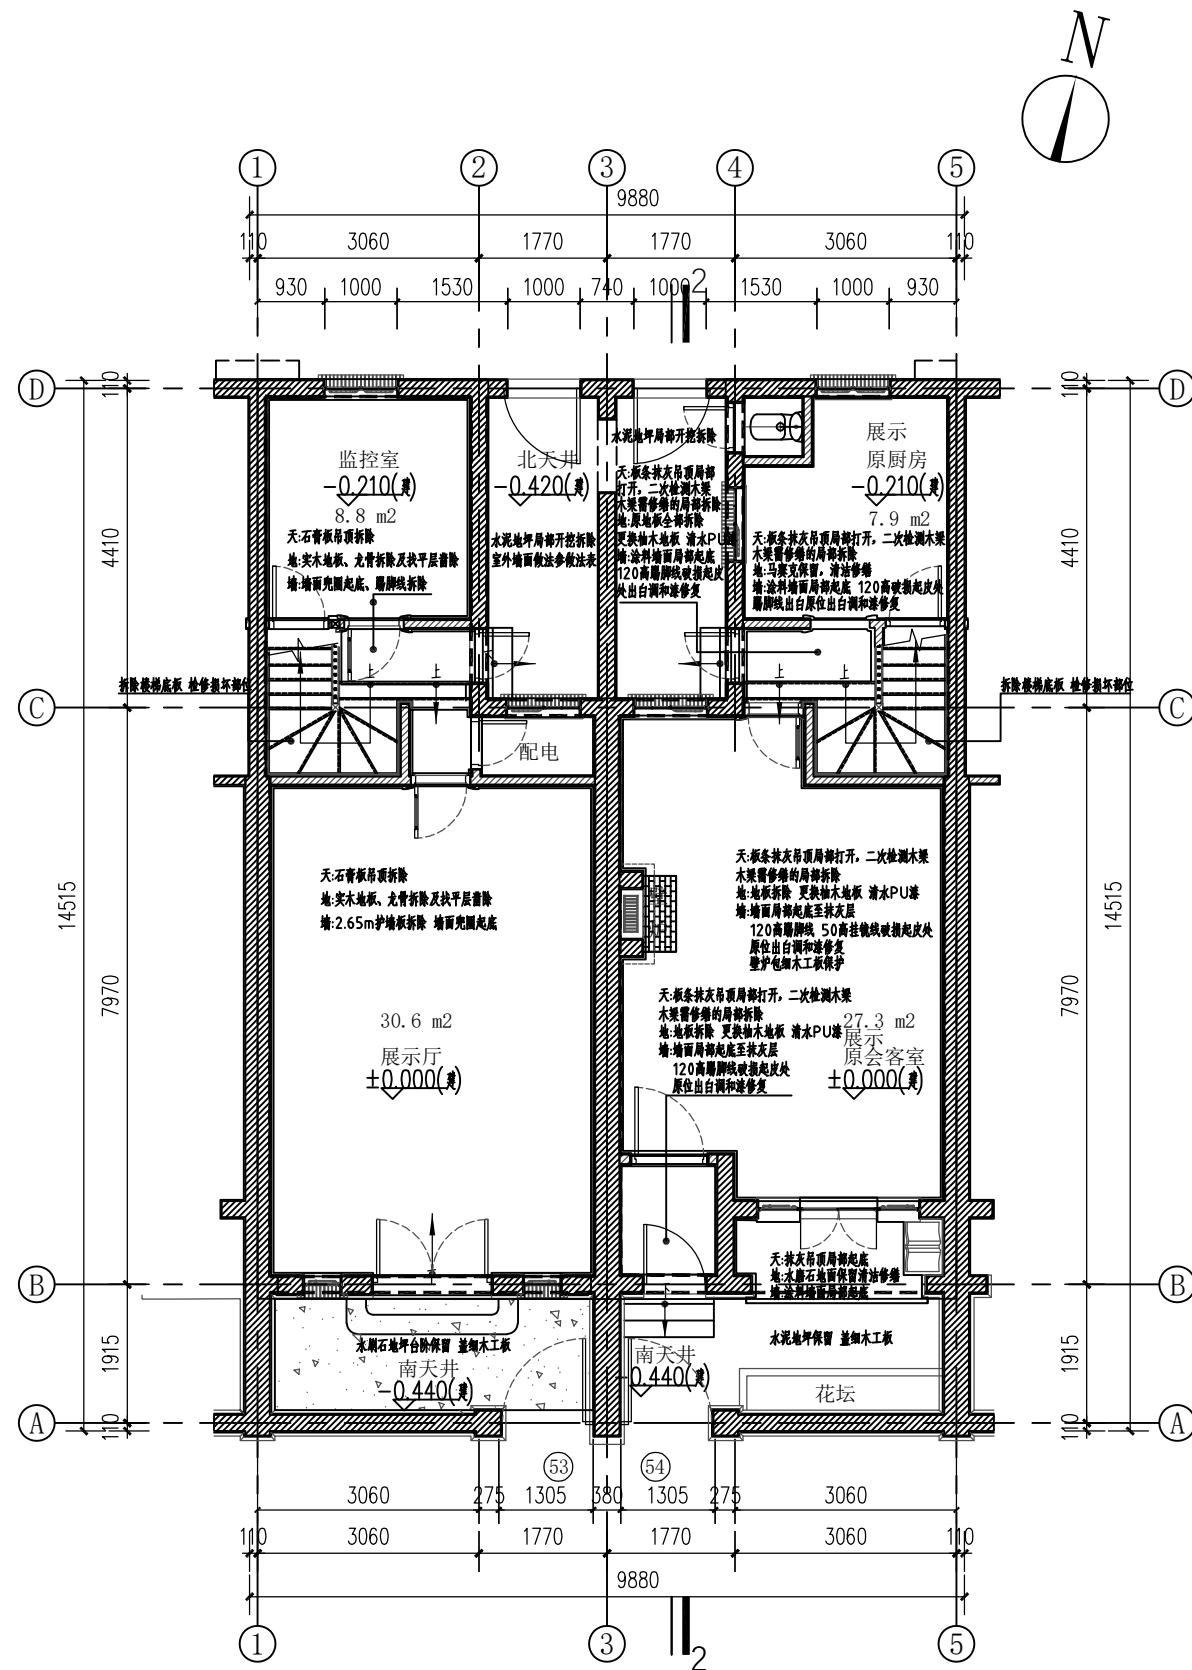 N
1 2 3 4 5
9880
110 3060 1770 1770 3060 110
930 1000 1530 1000 740 1000 1530 1000 930
2
D D
110 110
监控室
-0.210(建)
8.8 m2
天:石膏板吊顶拆除
地:实木地板、龙骨拆除及找平层凿除
墙:墙面兜圈起底、踢脚线拆除
北天井
-0.420(建)
水泥地坪局部开挖拆除
室外墙面做法参做法表
水泥地坪局部开挖拆除
天:板条抹灰吊顶局部
打开，二次检测木梁
木梁需修缮的局部拆除
地:原地板全部拆除
更换柚木地板 清水PU漆
墙:涂料墙面局部起底
120高踢脚线破损起皮
处出白调和漆修复
展示
原厨房
-0.210(建)
7.9 m2
天:板条抹灰吊顶局部打开，二次检测木梁
木梁需修缮的局部拆除
地:马赛克保留，清洁修缮
墙:涂料墙面局部起底 120高破损起皮处
踢脚线出白原位出白调和漆修复
4410 4410
上 上 上 上
拆除楼梯底板 检修损坏部位
拆除楼梯底板 检修损坏部位
C C
配电
14515 14515
7970 7970
天:石膏板吊顶拆除
地:实木地板、龙骨拆除及找平层凿除
墙:2.65m护墙板拆除 墙面兜圈起底
30.6 m2
展示厅
±0.000(建)
天:板条抹灰吊顶局部打开，二次检测木梁
木梁需修缮的局部拆除
地:地板拆除 更换柚木地板 清水PU漆
墙:墙面局部起底至抹灰层
120高踢脚线 50高挂镜线破损起皮处
原位出白调和漆修复
壁炉包细木工板保护
天:板条抹灰吊顶局部打开，二次检测木梁
木梁需修缮的局部拆除
地:地板拆除 更换柚木地板 清水PU漆
墙:墙面局部起底至抹灰层
120高踢脚线破损起皮处
原位出白调和漆修复
27.3 m2
展示
原会客室
±0.000(建)
天:抹灰吊顶局部起底
地:水磨石地面保留清洁修缮
墙:涂料墙面局部起底
B B
上
水刷石地坪台阶保留 盖细木工板
南天井
-0.440(建)
南天井
-0.440(建)
水泥地坪保留 盖细木工板
花坛
1915 1915
A A
110 110
53 54
3060 275 1305 380 1305 275 3060
110 3060 1770 1770 3060 110
9880
1 3 5
2